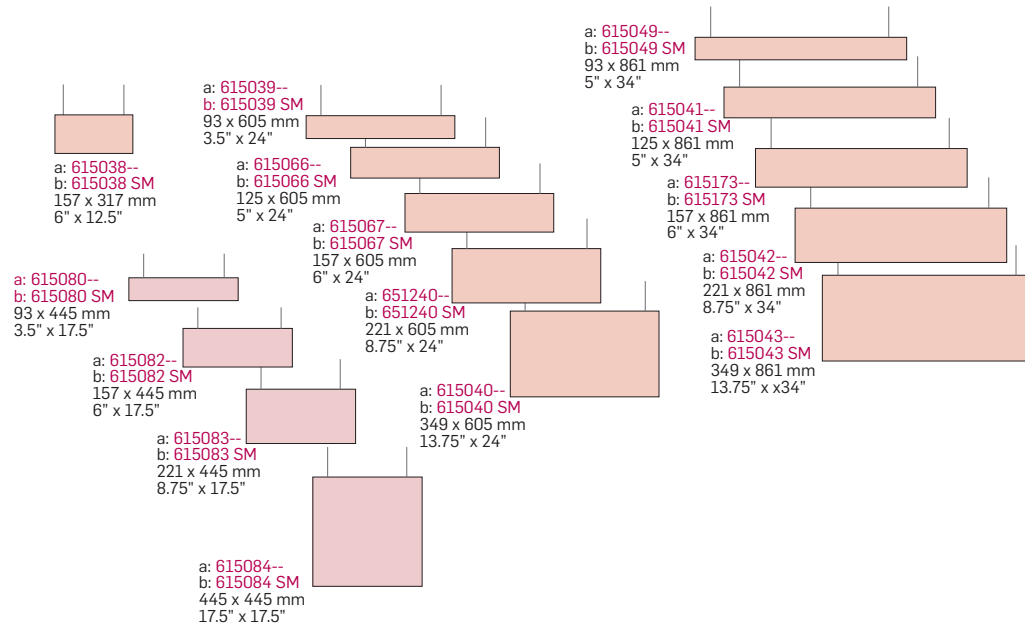 a: 615038--
b: 615038 SM
157 x 317 mm
6" x 12.5"
a: 615080--
b: 615080 SM
93 x 445 mm
3.5" x 17.5"
a: 615082--
b: 615082 SM
157 x 445 mm
6" x 17.5"
a: 615083--
b: 615083 SM
221 x 445 mm
8.75" x 17.5"
a: 615084--
b: 615084 SM
445 x 445 mm
17.5" x 17.5"
a: 615039--
b: 615039 SM
93 x 605 mm
3.5" x 24"
a: 615066--
b: 615066 SM
125 x 605 mm
5" x 24"
a: 615067--
b: 615067 SM
157 x 605 mm
6" x 24"
a: 651240--
b: 651240 SM
221 x 605 mm
8.75" x 24"
a: 615040--
b: 615040 SM
349 x 605 mm
13.75" x 24"
a: 615049--
b: 615049 SM
93 x 861 mm
5" x 34"
a: 615041--
b: 615041 SM
125 x 861 mm
5" x 34"
a: 615173--
b: 615173 SM
157 x 861 mm
6" x 34"
a: 615042--
b: 615042 SM
221 x 861 mm
8.75" x 34"
a: 615043--
b: 615043 SM
349 x 861 mm
13.75" x x34"